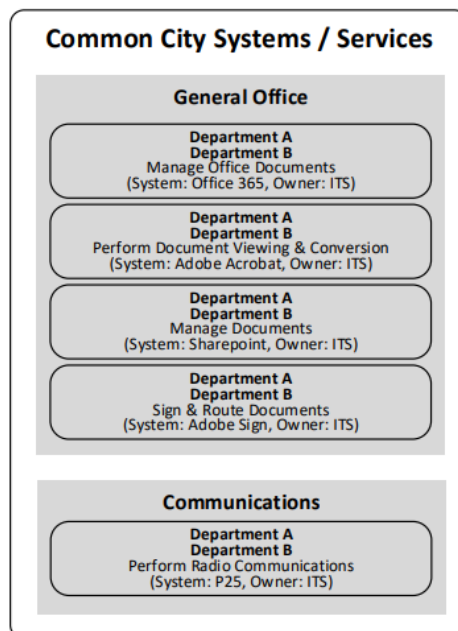 Common City Systems / Services
General Office
Department A
Department B
Manage Office Documents
(System: Office 365, Owner: ITS)
Department A
Department B
Perform Document Viewing & Conversion
(System: Adobe Acrobat, Owner: ITS)
Department A
Department B
Manage Documents
(System: Sharepoint, Owner: ITS)
Department A
Department B
Sign & Route Documents
(System: Adobe Sign, Owner: ITS)
Communications
Department A
Department B
Perform Radio Communications
(System: P25, Owner: ITS)